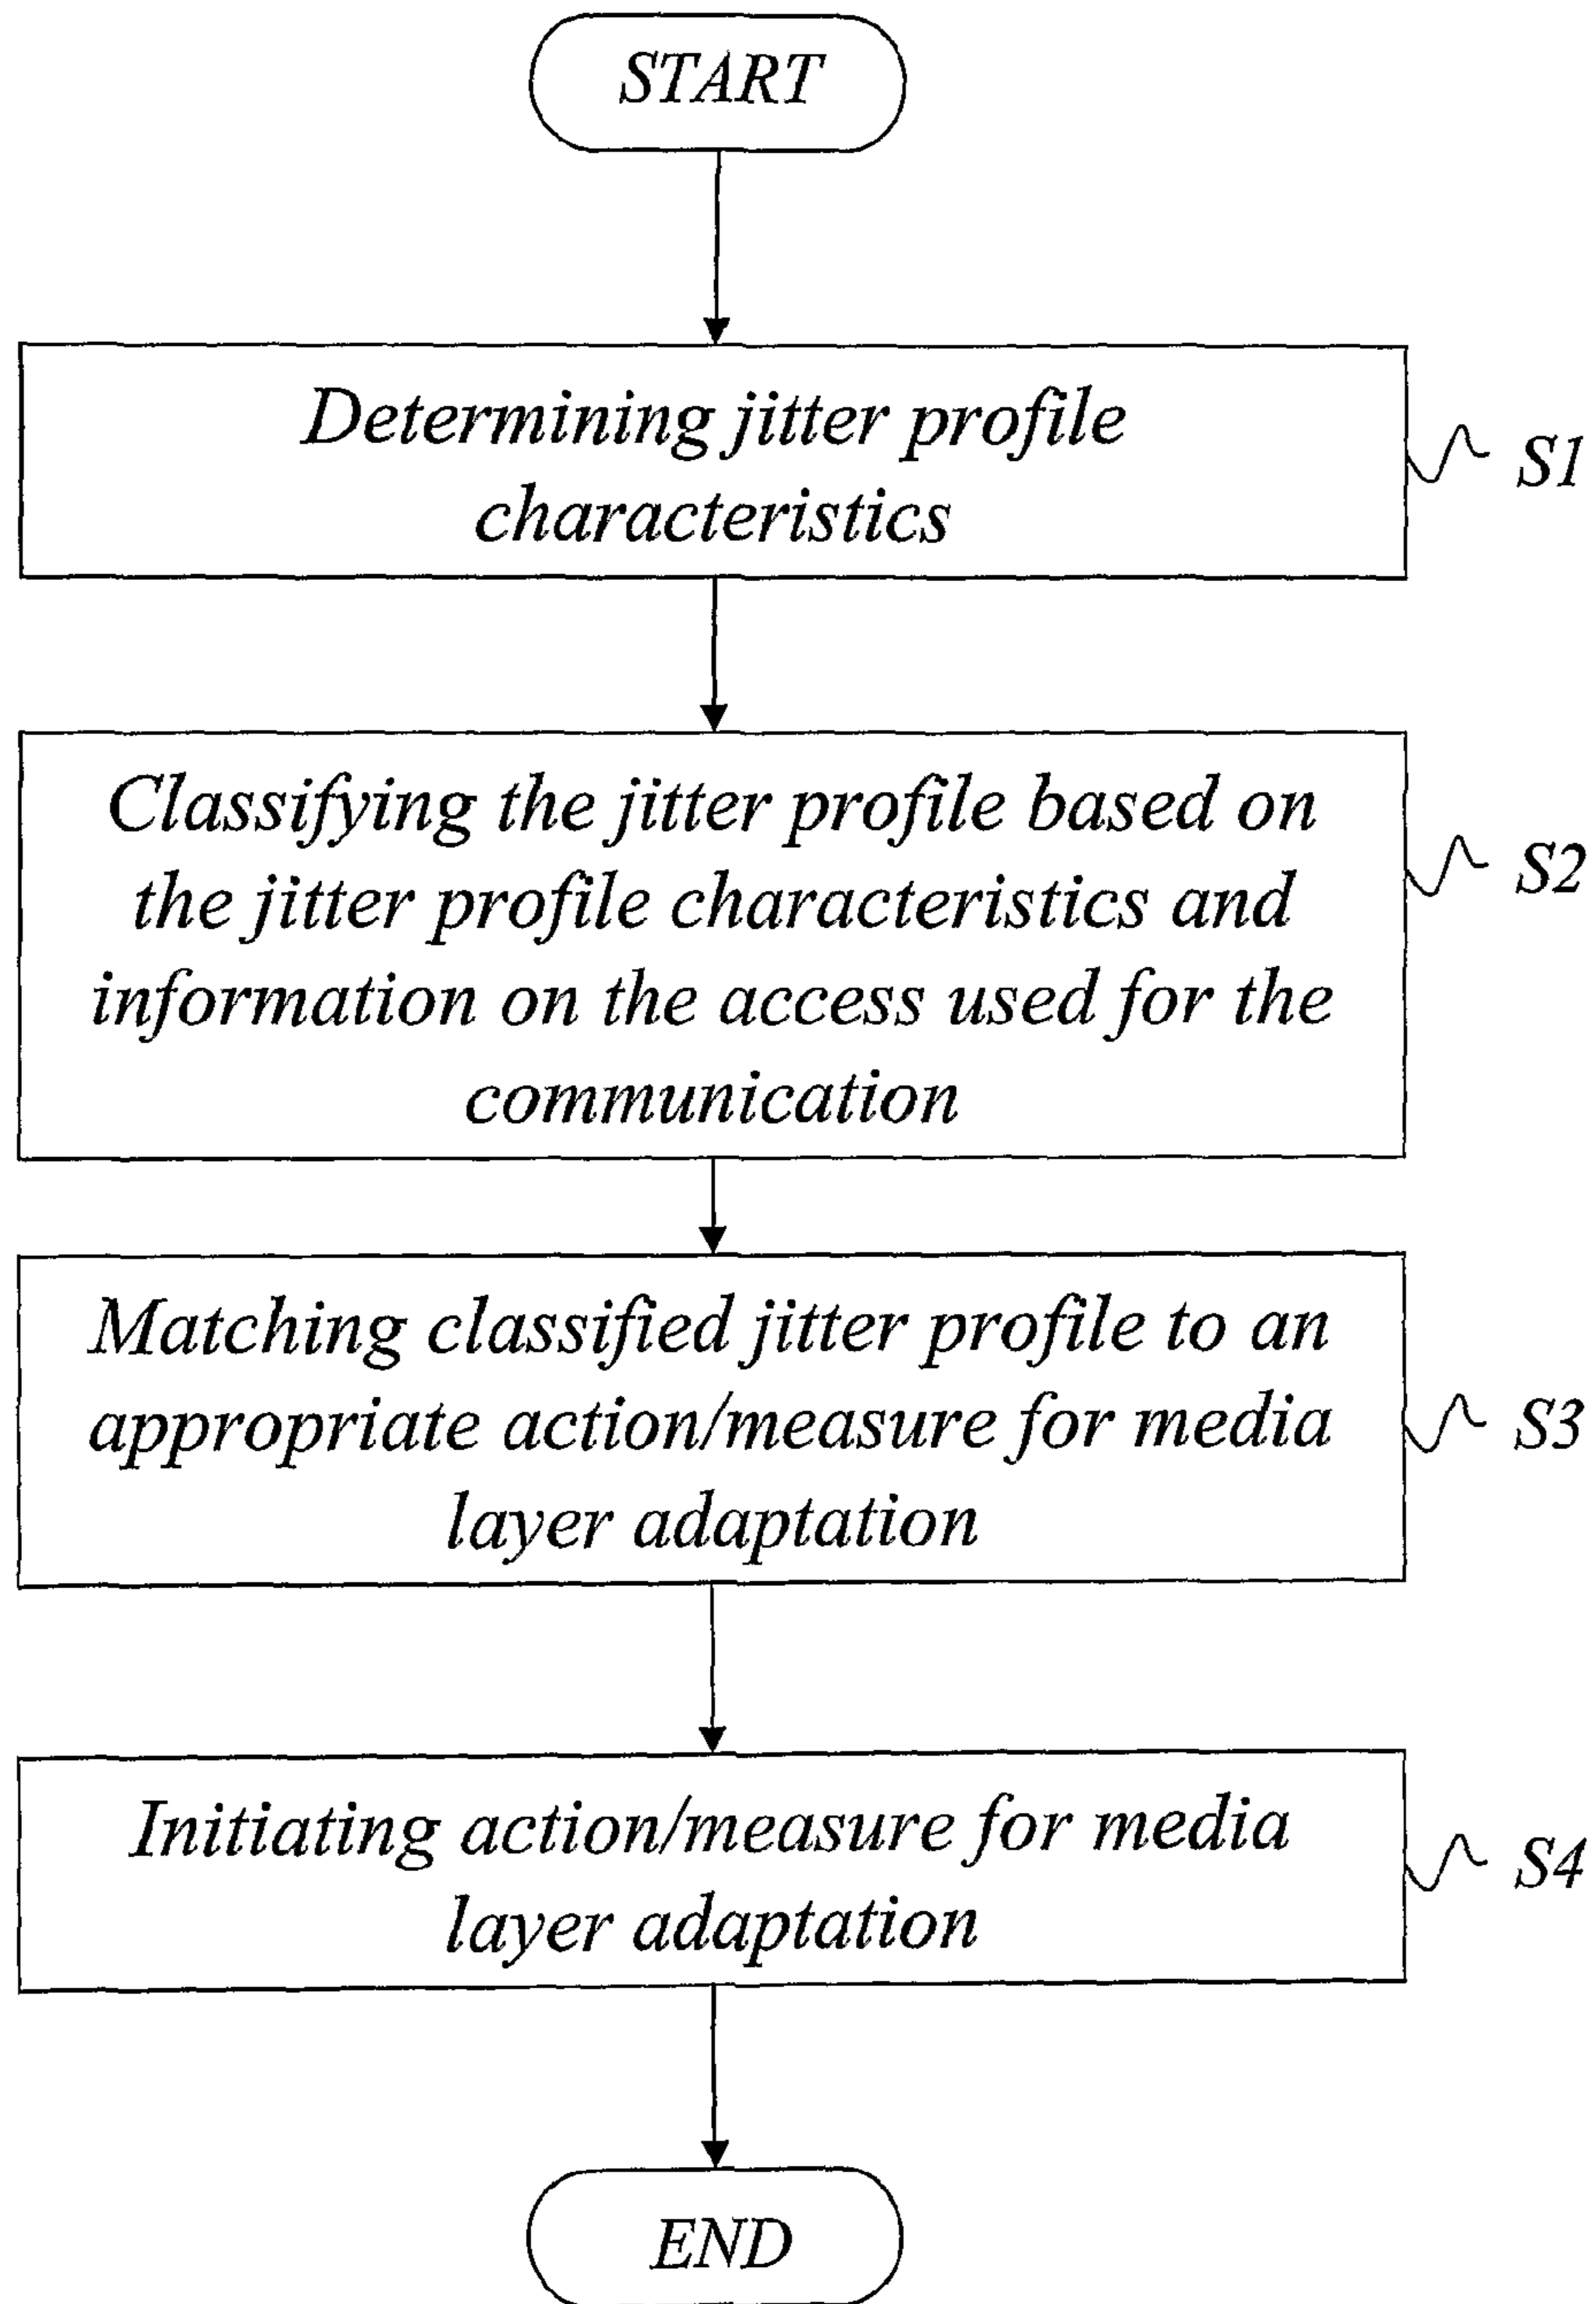 START
Determining jitter profile
characteristics
S1
Classifying the jitter profile based on
the jitter profile characteristics and
information on the access used for the
communication
S2
Matching classified jitter profile to an
appropriate action/measure for media
layer adaptation
S3
Initiating action/measure for media
layer adaptation
S4
END